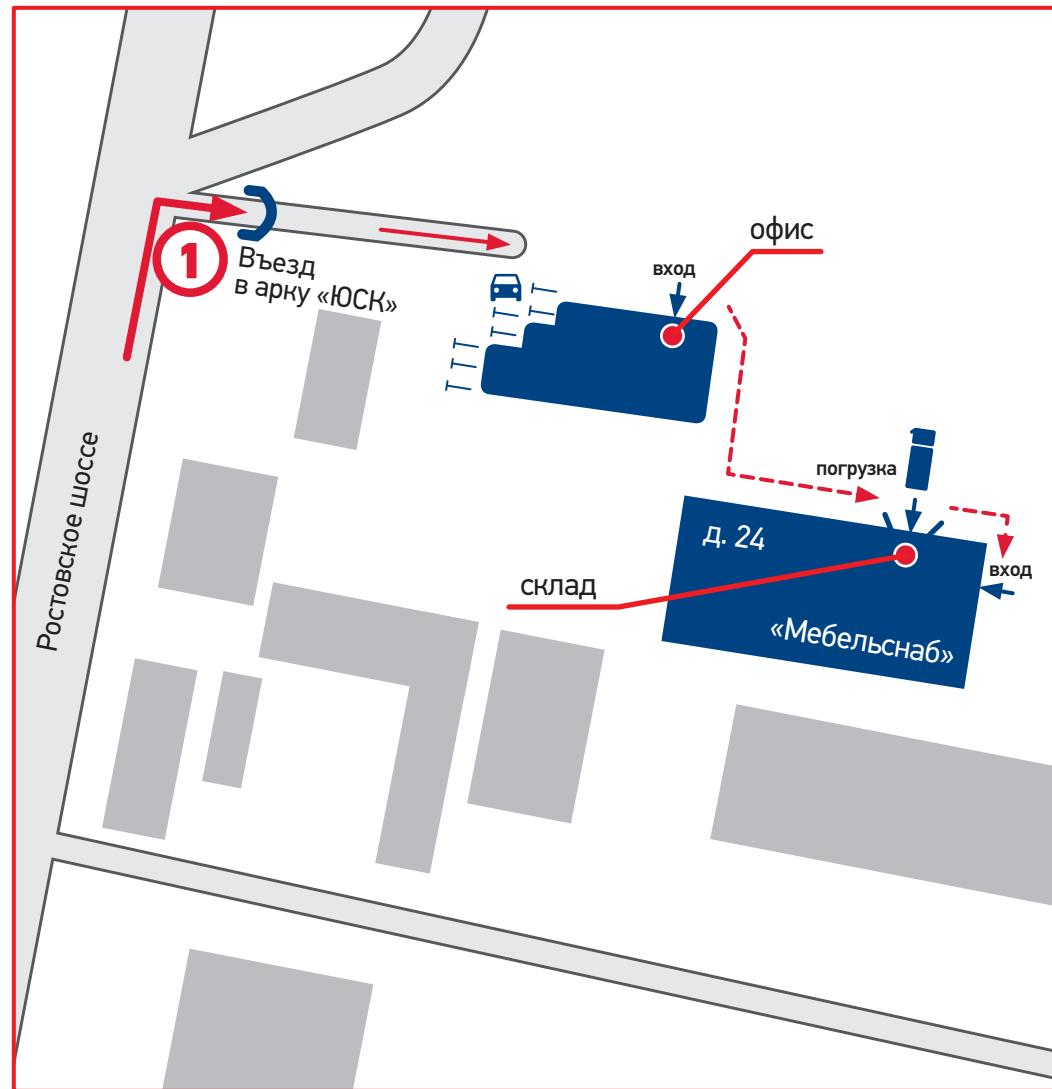 офис
вход
1
Въезд
в арку «ЮСК»
Ростовское шоссе
погрузка
д. 24
вход
склад
«Мебельснаб»